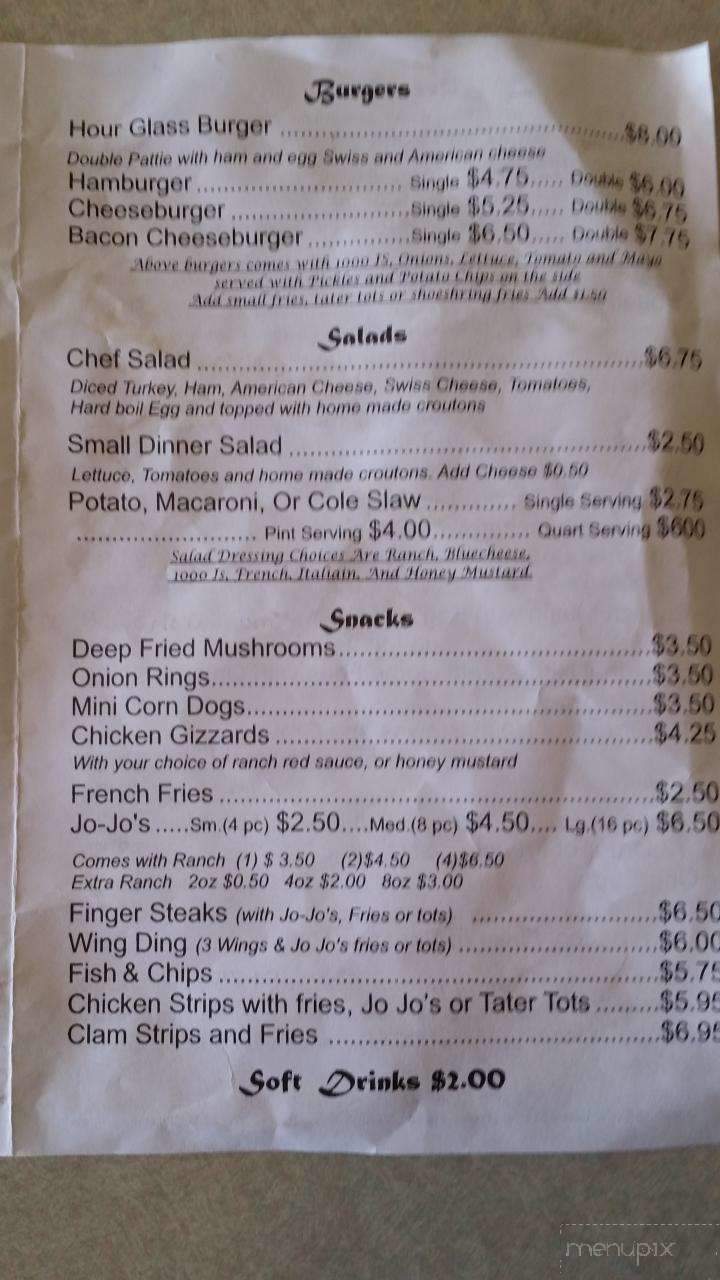 Burgers
Hour Glass Burger ........................................ $8.00
Double Pattie with ham and egg Swiss and American cheese
Hamburger .............................. Single $4.75..... Double $6.00
Cheeseburger ..........................Single $5.25..... Double $6.75
Bacon Cheeseburger ...............Single $6.50..... Double $7.75
Above burgers comes with 1000 IS, Onions, Lettuce, Tomato and Mayo
served with Pickles and Potato Chips on the side
Add small fries, tater tots or shoeshring fries Add $1.50
Salads
Chef Salad ..................................................$6.75
Diced Turkey, Ham, American Cheese, Swiss Cheese, Tomatoes,
Hard boil Egg and topped with home made croutons
Small Dinner Salad ........................................$2.50
Lettuce, Tomatoes and home made croutons. Add Cheese $0.50
Potato, Macaroni, Or Cole Slaw ............. Single Serving $2.75
.......................... Pint Serving $4.00.............. Quart Serving $600
Salad Dressing Choices Are Ranch, Bluecheese,
1000 Is, French, Italiain, And Honey Mustard.
Snacks
Deep Fried Mushrooms........................................$3.50
Onion Rings........................................................$3.50
Mini Corn Dogs...................................................$3.50
Chicken Gizzards ................................................$4.25
With your choice of ranch red sauce, or honey mustard
French Fries ......................................................$2.50
Jo-Jo's .....Sm.(4 pc) $2.50....Med.(8 pc) $4.50.... Lg.(16 pc) $6.50
Comes with Ranch (1) $ 3.50 (2)$4.50 (4)$6.50
Extra Ranch 2oz $0.50 4oz $2.00 8oz $3.00
Finger Steaks (with Jo-Jo's, Fries or tots) .......................$6.50
Wing Ding (3 Wings & Jo Jo's fries or tots) ........................$6.00
Fish & Chips ......................................................$5.75
Chicken Strips with fries, Jo Jo's or Tater Tots .........$5.95
Clam Strips and Fries .........................................$6.95
Soft Drinks $2.00
menupix